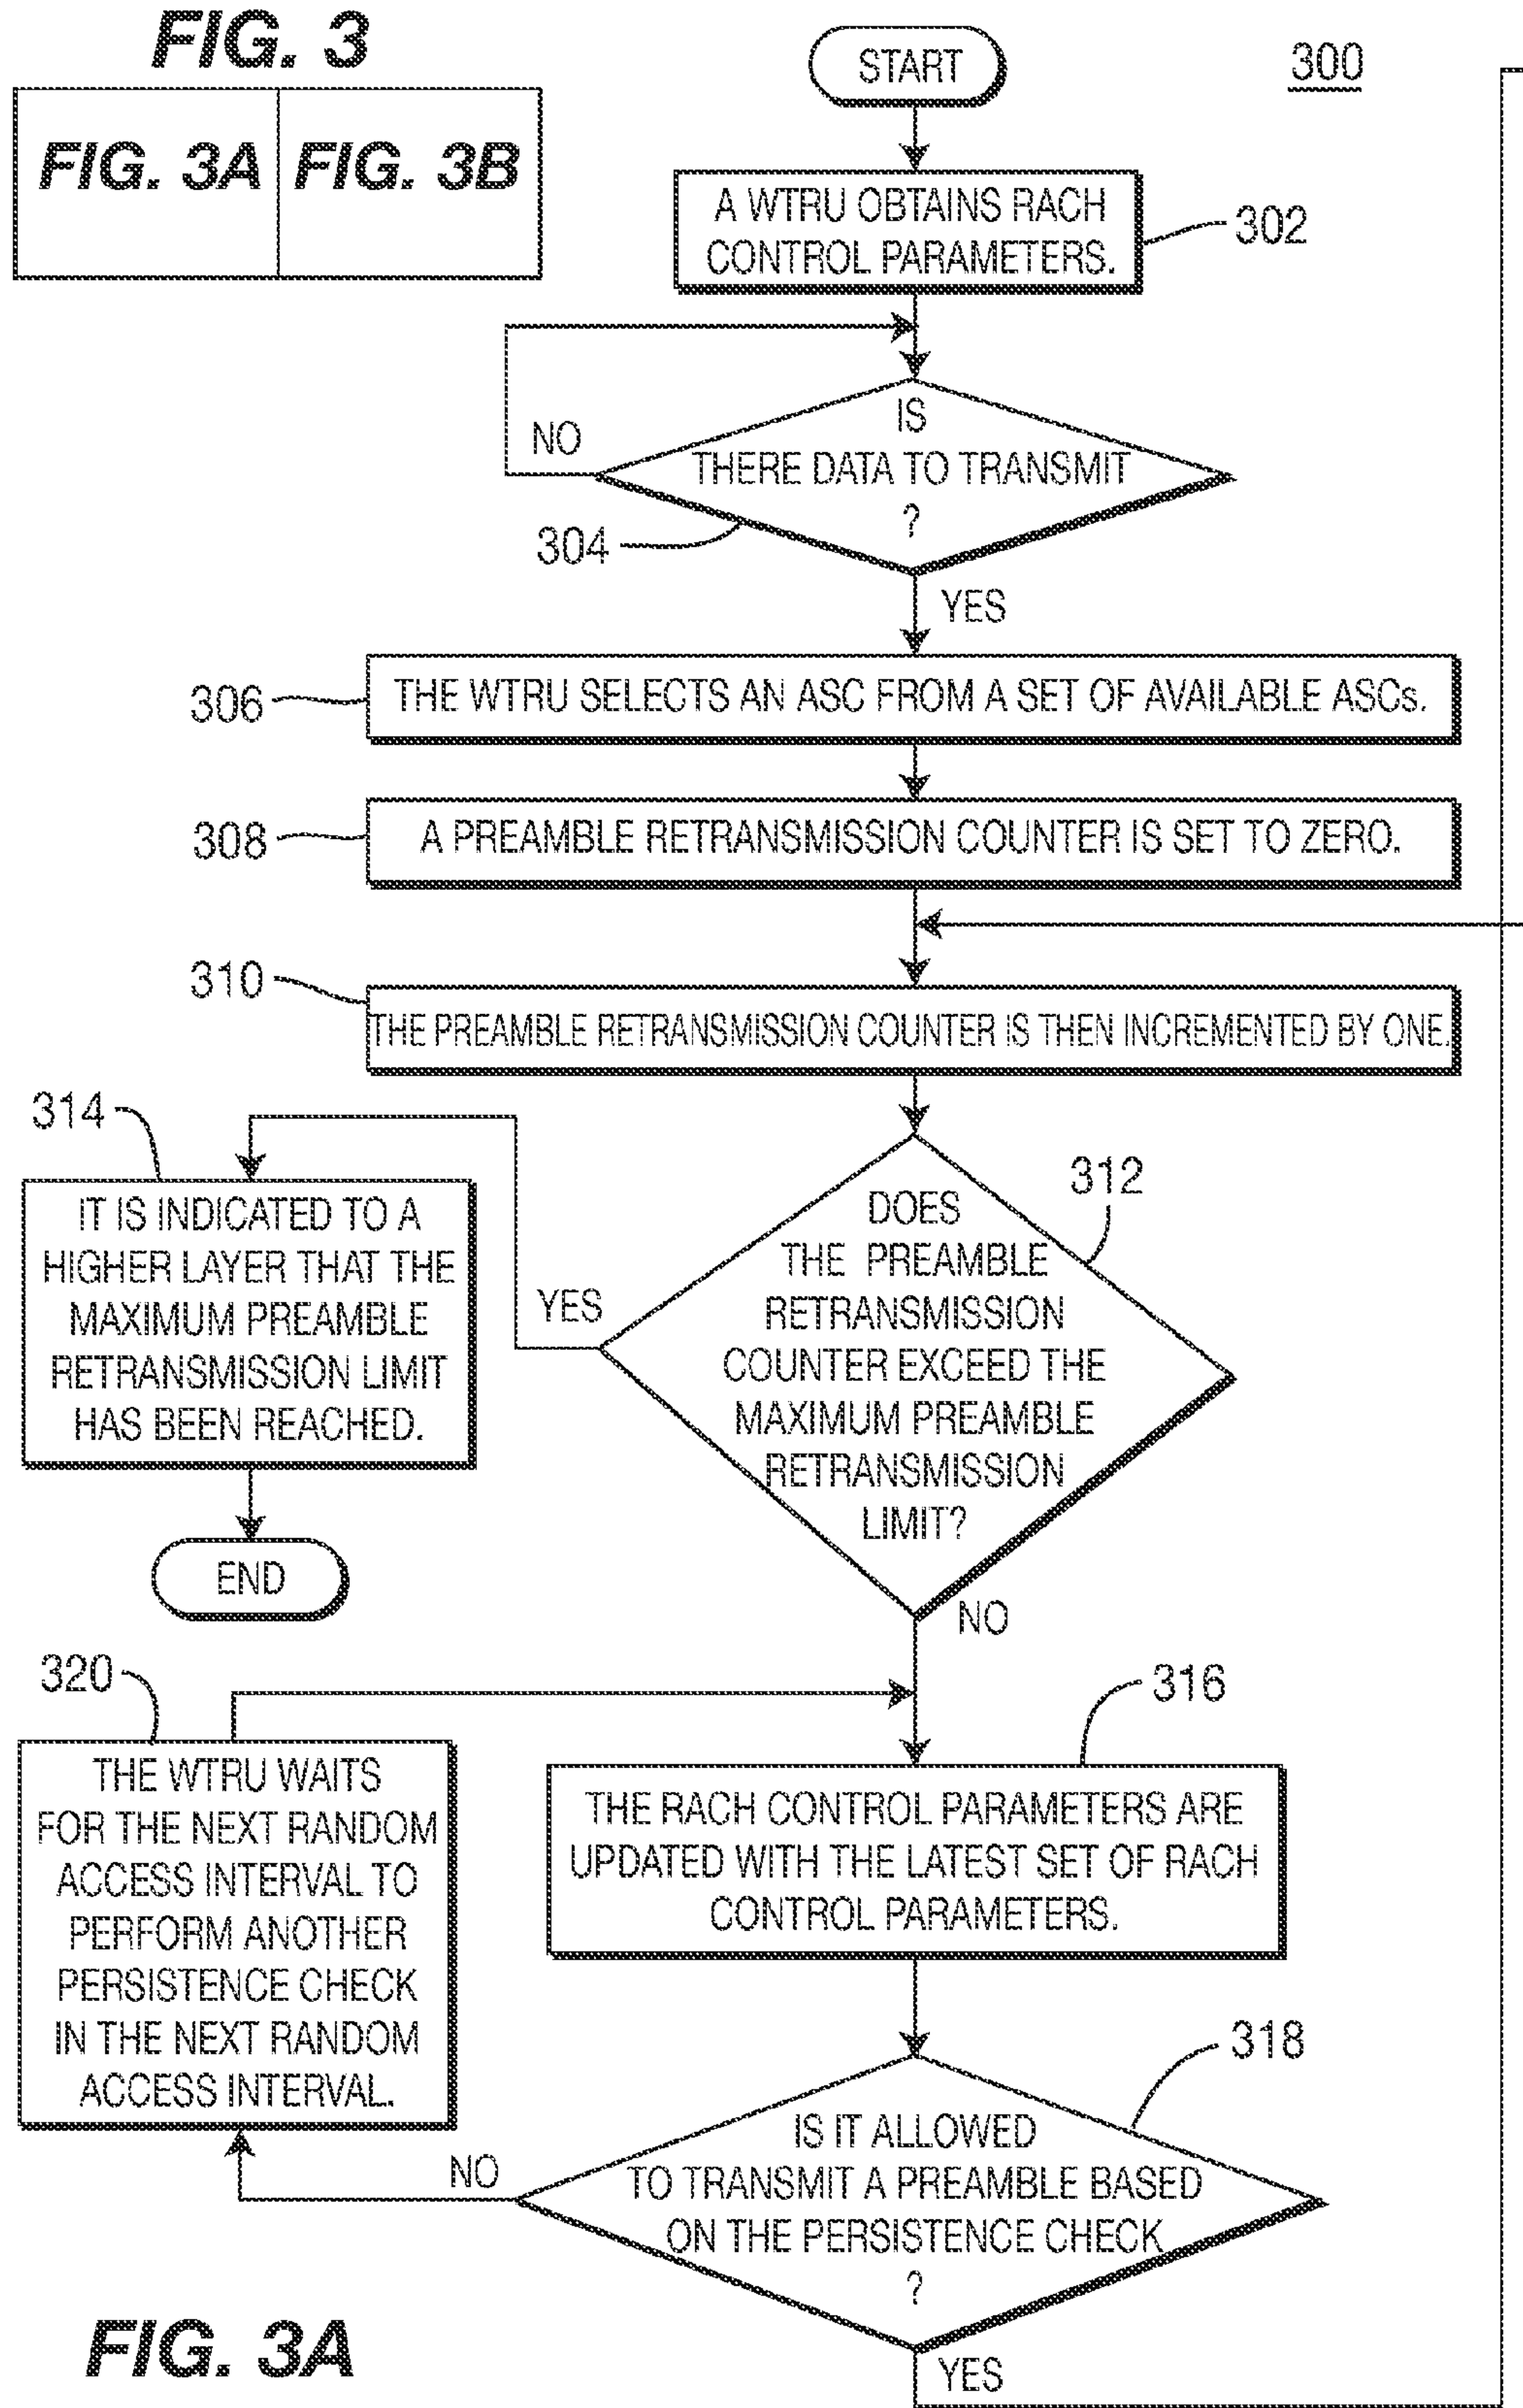 FIG. 3
FIG. 3A
FIG. 3B
300
START
A WTRU OBTAINS RACH
CONTROL PARAMETERS.
302
IS
THERE DATA TO TRANSMIT
?
NO
304
YES
306
THE WTRU SELECTS AN ASC FROM A SET OF AVAILABLE ASCs.
308
A PREAMBLE RETRANSMISSION COUNTER IS SET TO ZERO.
310
THE PREAMBLE RETRANSMISSION COUNTER IS THEN INCREMENTED BY ONE.
314
IT IS INDICATED TO A
HIGHER LAYER THAT THE
MAXIMUM PREAMBLE
RETRANSMISSION LIMIT
HAS BEEN REACHED.
END
YES
312
DOES
THE PREAMBLE
RETRANSMISSION
COUNTER EXCEED THE
MAXIMUM PREAMBLE
RETRANSMISSION
LIMIT?
NO
320
THE WTRU WAITS
FOR THE NEXT RANDOM
ACCESS INTERVAL TO
PERFORM ANOTHER
PERSISTENCE CHECK
IN THE NEXT RANDOM
ACCESS INTERVAL.
316
THE RACH CONTROL PARAMETERS ARE
UPDATED WITH THE LATEST SET OF RACH
CONTROL PARAMETERS.
318
IS IT ALLOWED
TO TRANSMIT A PREAMBLE BASED
ON THE PERSISTENCE CHECK
?
NO
YES
FIG. 3A